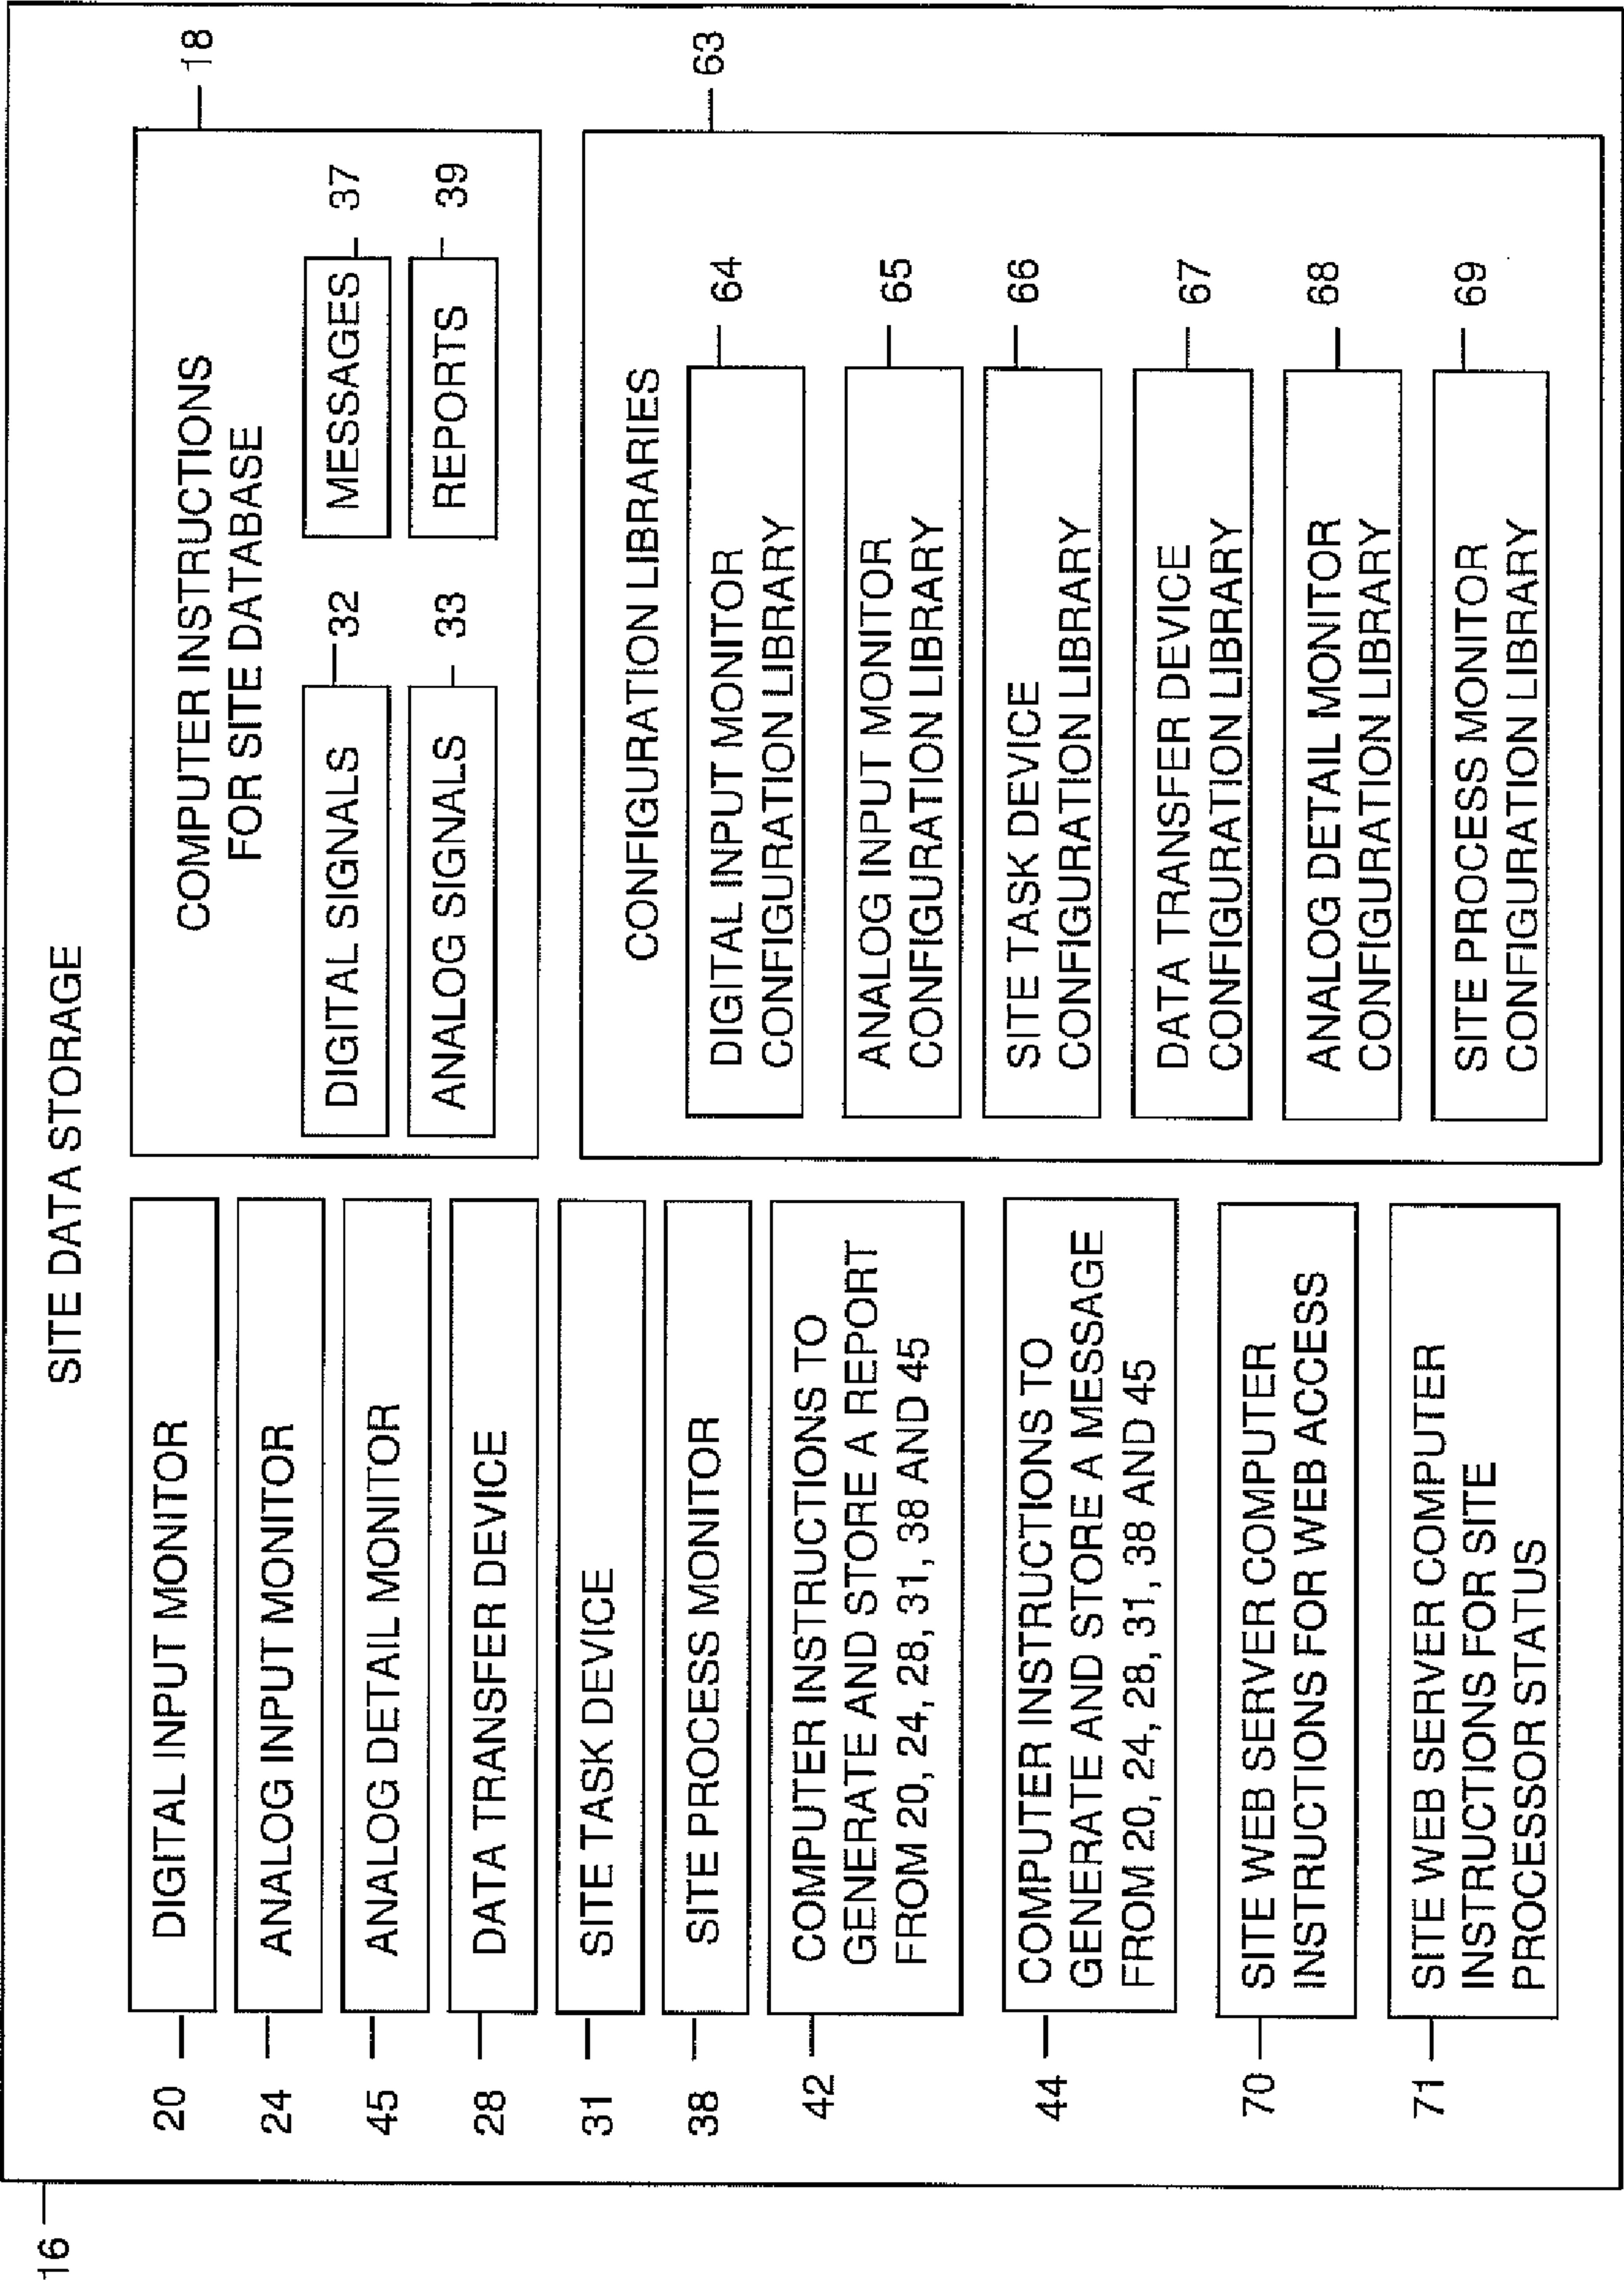 16
SITE DATA STORAGE
20
DIGITAL INPUT MONITOR
24
ANALOG INPUT MONITOR
45
ANALOG DETAIL MONITOR
28
DATA TRANSFER DEVICE
31
SITE TASK DEVICE
38
SITE PROCESS MONITOR
42
COMPUTER INSTRUCTIONS TO
GENERATE AND STORE A REPORT
FROM 20, 24, 28, 31, 38 AND 45
44
COMPUTER INSTRUCTIONS TO
GENERATE AND STORE A MESSAGE
FROM 20, 24, 28, 31, 38 AND 45
70
SITE WEB SERVER COMPUTER
INSTRUCTIONS FOR WEB ACCESS
71
SITE WEB SERVER COMPUTER
INSTRUCTIONS FOR SITE
PROCESSOR STATUS
COMPUTER INSTRUCTIONS
FOR SITE DATABASE
18
DIGITAL SIGNALS
32
MESSAGES
37
ANALOG SIGNALS
33
REPORTS
39
CONFIGURATION LIBRARIES
63
DIGITAL INPUT MONITOR
CONFIGURATION LIBRARY
64
ANALOG INPUT MONITOR
CONFIGURATION LIBRARY
65
SITE TASK DEVICE
CONFIGURATION LIBRARY
66
DATA TRANSFER DEVICE
CONFIGURATION LIBRARY
67
ANALOG DETAIL MONITOR
CONFIGURATION LIBRARY
68
SITE PROCESS MONITOR
CONFIGURATION LIBRARY
69